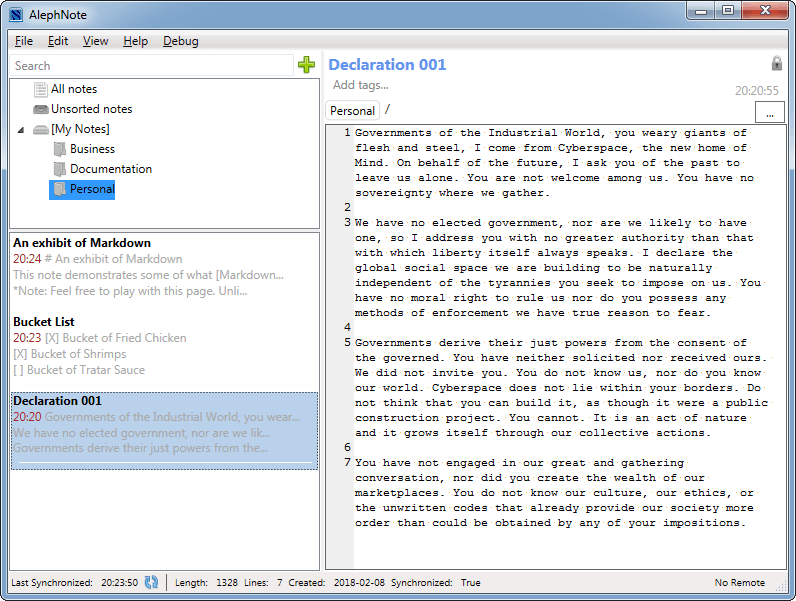 AlephNote
File Edit View Help Debug
Search
All notes
Unsorted notes
[My Notes]
Business
Documentation
Personal
An exhibit of Markdown
20:24 # An exhibit of Markdown
This note demonstrates some of what [Markdown...
*Note: Feel free to play with this page. Unli...
Bucket List
20:23 [X] Bucket of Fried Chicken
[X] Bucket of Shrimps
[ ] Bucket of Tratar Sauce
Declaration 001
20:20 Governments of the Industrial World, you wear...
We have no elected government, nor are we lik...
Governments derive their just powers from the...
Declaration 001
Add tags...
20:20:55
Personal /
...
1 Governments of the Industrial World, you weary giants of
flesh and steel, I come from Cyberspace, the new home of
Mind. On behalf of the future, I ask you of the past to
leave us alone. You are not welcome among us. You have no
sovereignty where we gather.
2
3 We have no elected government, nor are we likely to have
one, so I address you with no greater authority than that
with which liberty itself always speaks. I declare the
global social space we are building to be naturally
independent of the tyrannies you seek to impose on us. You
have no moral right to rule us nor do you possess any
methods of enforcement we have true reason to fear.
4
5 Governments derive their just powers from the consent of
the governed. You have neither solicited nor received ours.
We did not invite you. You do not know us, nor do you know
our world. Cyberspace does not lie within your borders. Do
not think that you can build it, as though it were a public
construction project. You cannot. It is an act of nature
and it grows itself through our collective actions.
6
7 You have not engaged in our great and gathering
conversation, nor did you create the wealth of our
marketplaces. You do not know our culture, our ethics, or
the unwritten codes that already provide our society more
order than could be obtained by any of your impositions.
Last Synchronized: 20:23:50 Length: 1328 Lines: 7 Created: 2018-02-08 Synchronized: True No Remote